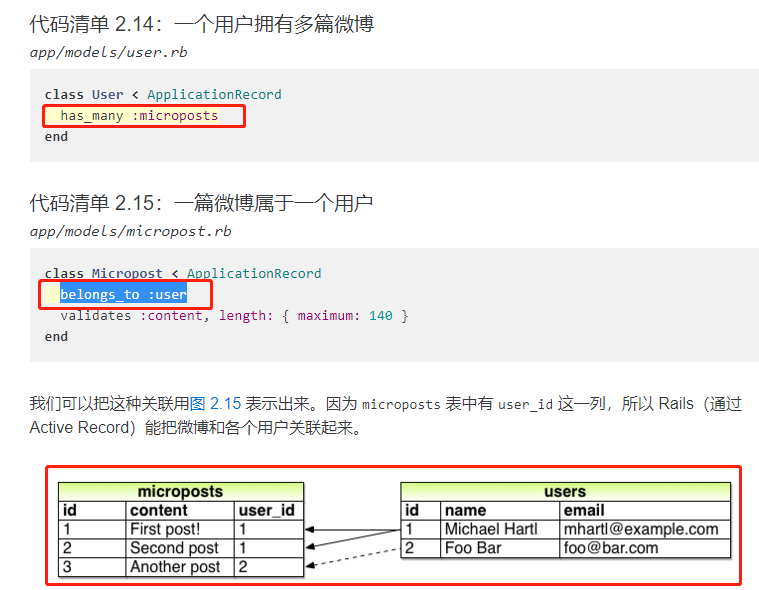 代码清单 2.14：一个用户拥有多篇微博
app/models/user.rb
class User < ApplicationRecord
has_many :microposts
end
代码清单 2.15：一篇微博属于一个用户
app/models/micropost.rb
class Micropost < ApplicationRecord
belongs_to :user
validates :content, length: { maximum: 140 }
end
我们可以把这种关联用图 2.15 表示出来。因为 microposts 表中有 user_id 这一列，所以 Rails（通过
Active Record）能把微博和各个用户关联起来。
microposts
id content user_id
1 First post! 1
2 Second post 1
3 Another post 2
users
id name email
1 Michael Hartl mhartl@example.com
2 Foo Bar foo@bar.com